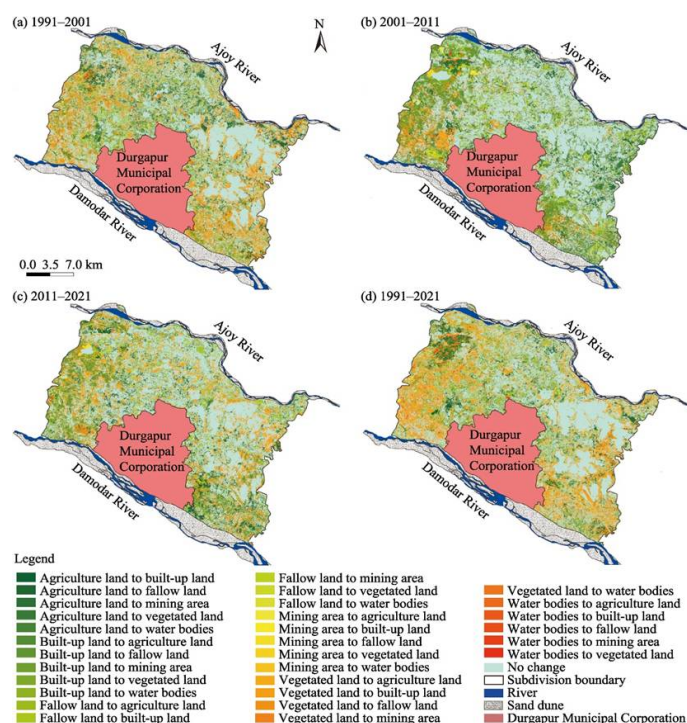 (a) 1991–2001
N
Ajoy River
Durgapur
Municipal
Corporation
Damodar River
0.0 3.5 7.0 km
(b) 2001–2011
Ajoy River
Durgapur
Municipal
Corporation
Damodar River
(c) 2011–2021
Ajoy River
Durgapur
Municipal
Corporation
Damodar River
(d) 1991–2021
Ajoy River
Durgapur
Municipal
Corporation
Damodar River
Legend
Agriculture land to built-up land
Agriculture land to fallow land
Agriculture land to mining area
Agriculture land to vegetated land
Agriculture land to water bodies
Built-up land to agriculture land
Built-up land to fallow land
Built-up land to mining area
Built-up land to vegetated land
Built-up land to water bodies
Fallow land to agriculture land
Fallow land to built-up land
Fallow land to mining area
Fallow land to vegetated land
Fallow land to water bodies
Mining area to agriculture land
Mining area to built-up land
Mining area to fallow land
Mining area to vegetated land
Mining area to water bodies
Vegetated land to agriculture land
Vegetated land to built-up land
Vegetated land to fallow land
Vegetated land to mining area
Vegetated land to water bodies
Water bodies to agriculture land
Water bodies to built-up land
Water bodies to fallow land
Water bodies to mining area
Water bodies to vegetated land
No change
Subdivision boundary
River
Sand dune
Durgapur Municipal Corporation